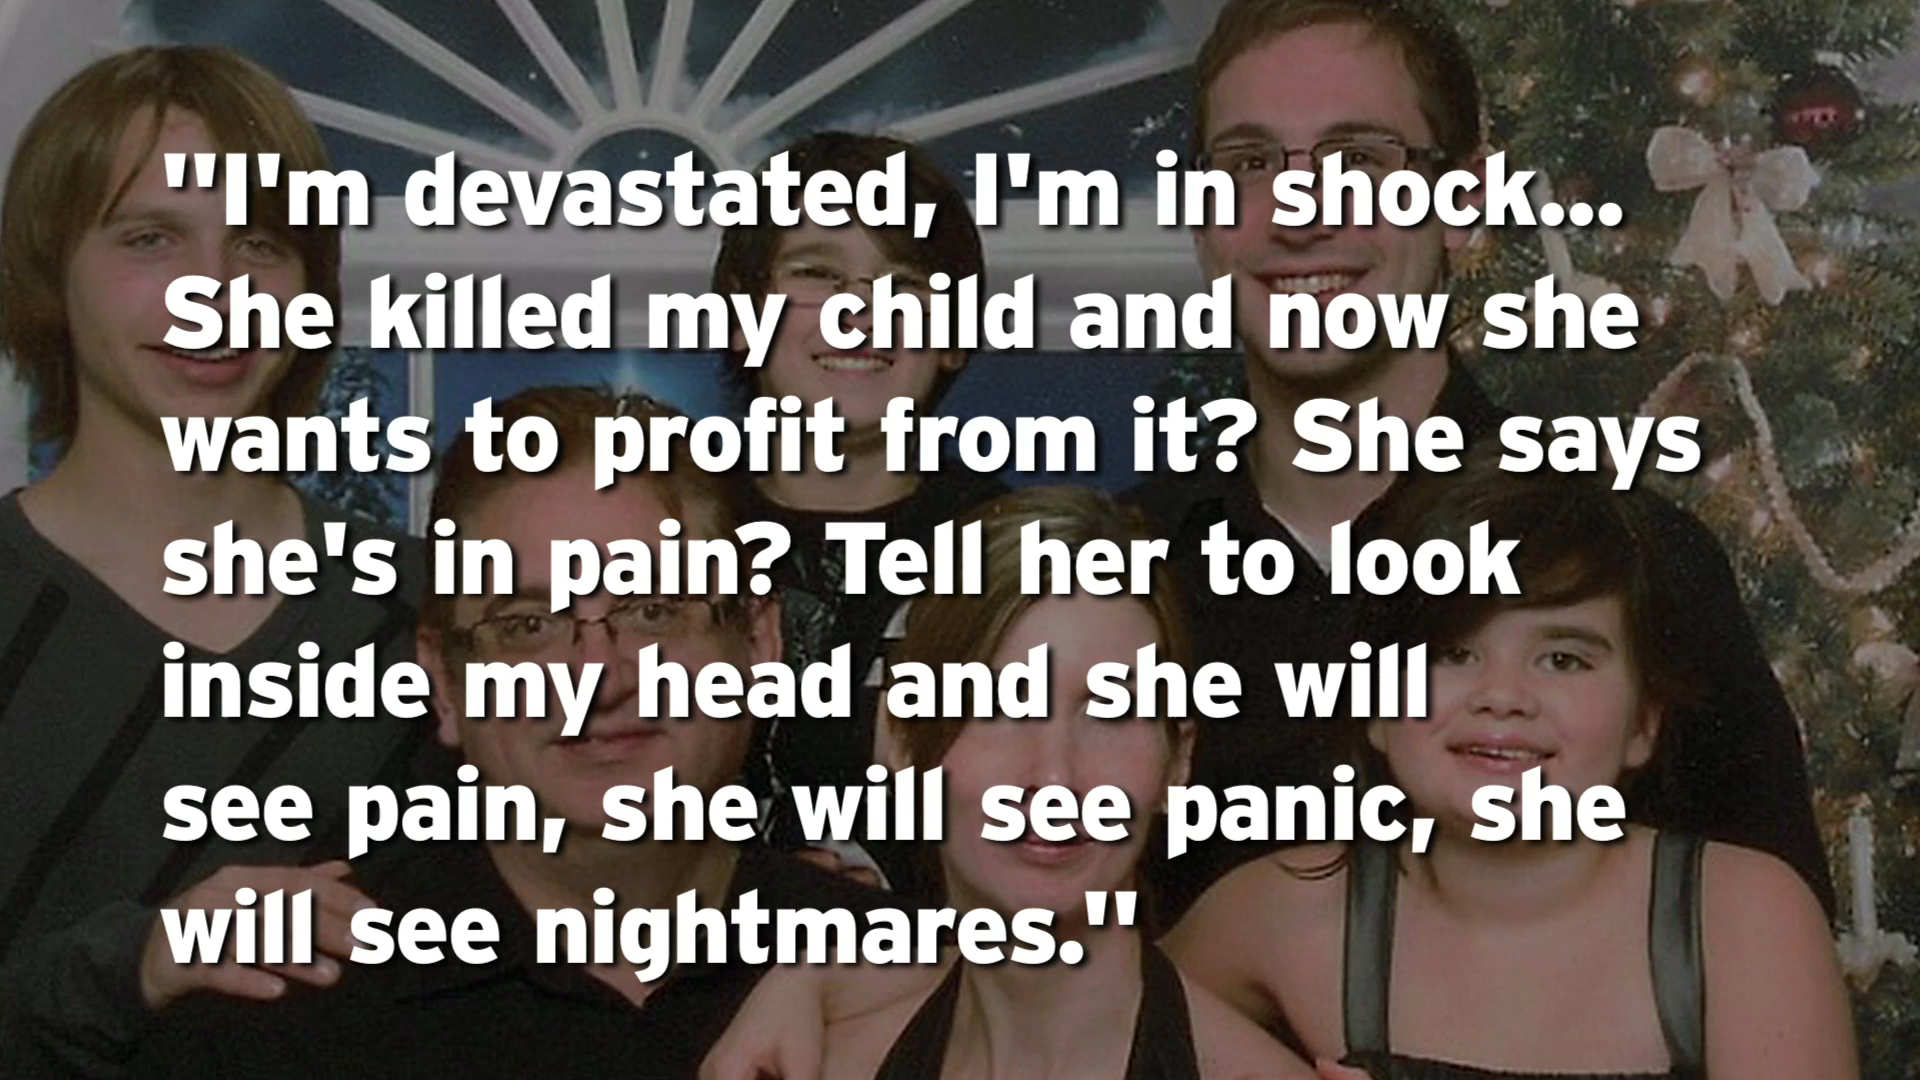 "I'm devastated, I'm in shock...
She killed my child and now she
wants to profit from it? She says
she's in pain? Tell her to look
inside my head and she will
see pain, she will see panic, she
will see nightmares."